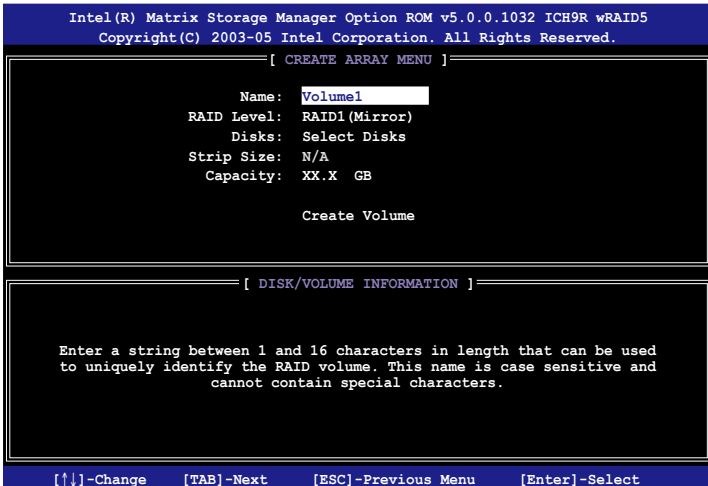 Intel(R) Matrix Storage Manager Option ROM v5.0.0.1032 ICH9R wRAID5
Copyright(C) 2003-05 Intel Corporation. All Rights Reserved.
[ CREATE ARRAY MENU ]
Name: Volume1
RAID Level: RAID1(Mirror)
Disks: Select Disks
Strip Size: N/A
Capacity: XX.X GB
Create Volume
[ DISK/VOLUME INFORMATION ]
Enter a string between 1 and 16 characters in length that can be used
to uniquely identify the RAID volume. This name is case sensitive and
cannot contain special characters.
[↑↓]-Change [TAB]-Next [ESC]-Previous Menu [Enter]-Select